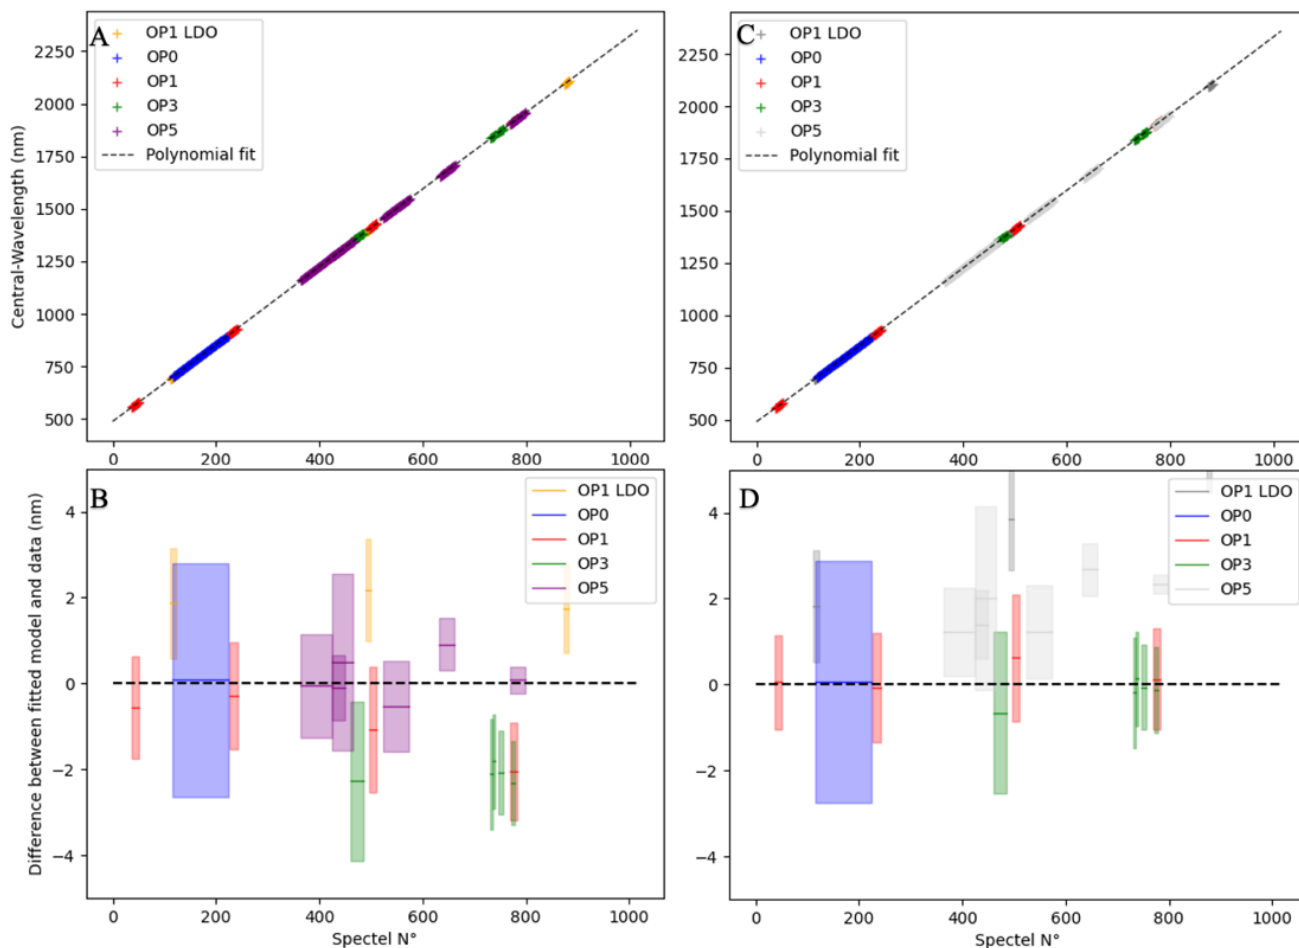 A
OP1 LDO
OP0
OP1
OP3
OP5
Polynomial fit
Central-Wavelength (nm)
2250
2000
1750
1500
1250
1000
750
500
0 200 400 600 800 1000
C
OP1 LDO
OP0
OP1
OP3
OP5
Polynomial fit
2250
2000
1750
1500
1250
1000
750
500
0 200 400 600 800 1000
B
OP1 LDO
OP0
OP1
OP3
OP5
Difference between fitted model and data (nm)
4
2
0
−2
−4
0 200 400 600 800 1000
Spectel N°
D
OP1 LDO
OP0
OP1
OP3
OP5
4
2
0
−2
−4
0 200 400 600 800 1000
Spectel N°